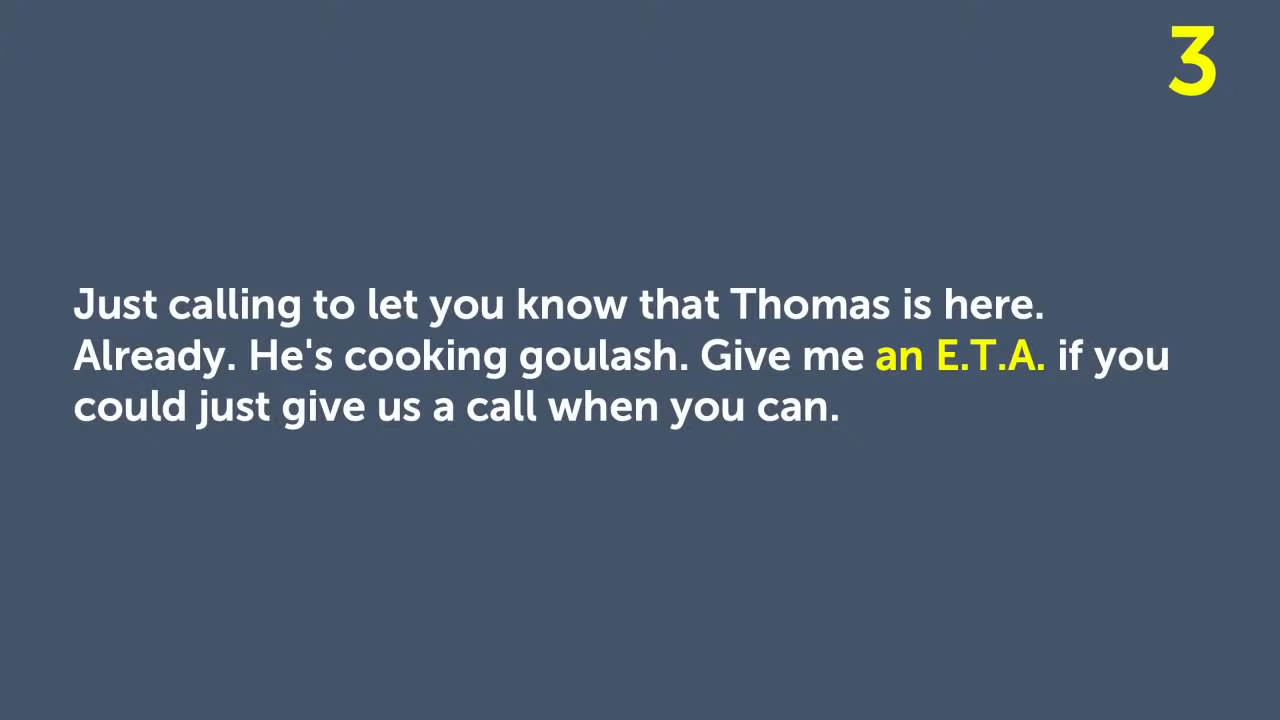 3
Just calling to let you know that Thomas is here.
Already. He's cooking goulash. Give me an E.T.A. if you
could just give us a call when you can.